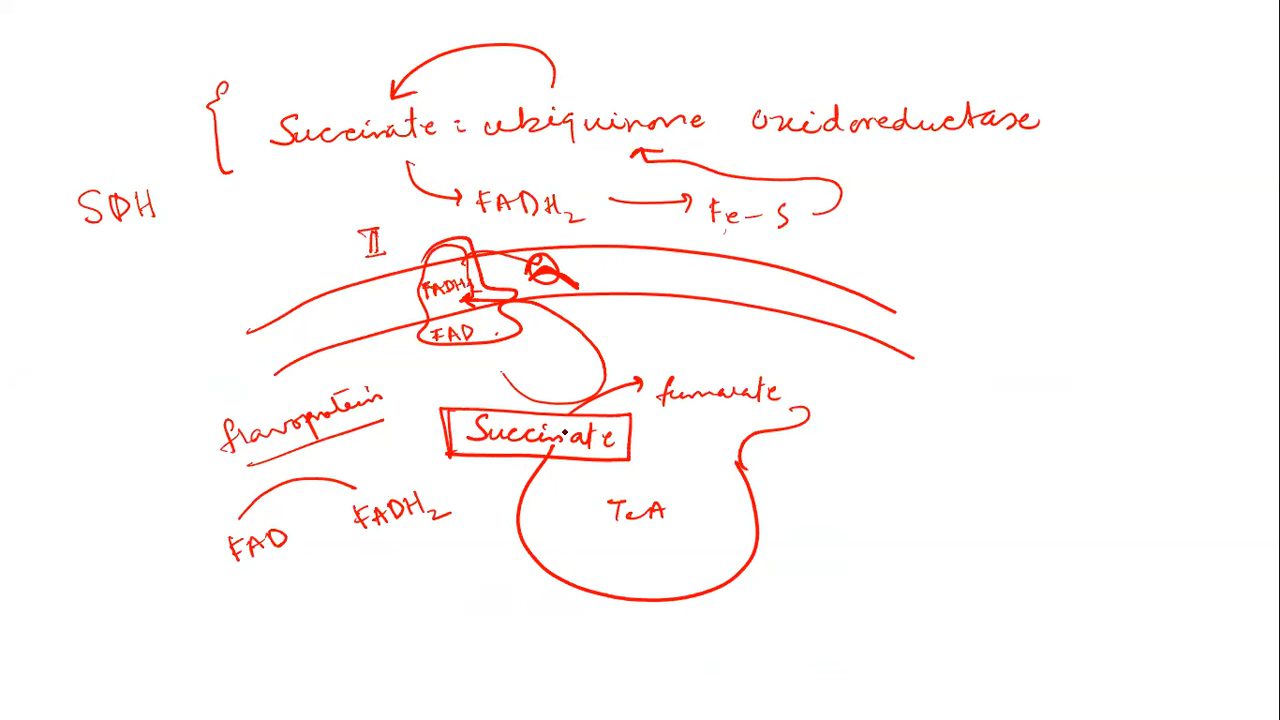 Succinate : ubiquinone oxidoreductase
SDH
FADH2
Fe-S
II
FADH2
FAD
Q
flavoprotein
fumarate
Succinate
FAD
FADH2
TCA